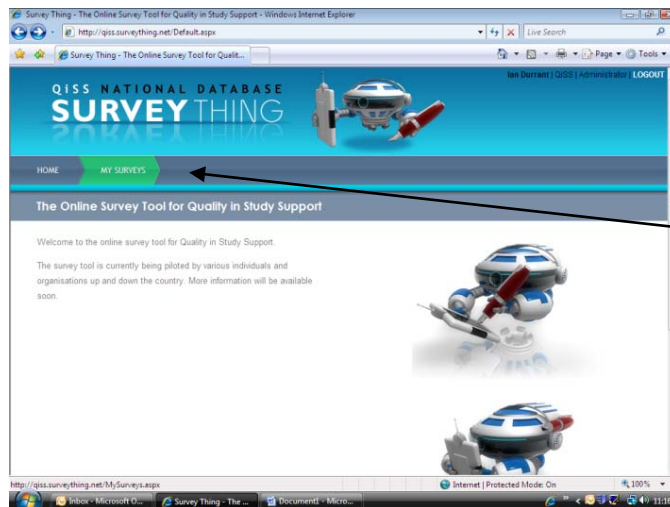 Survey Thing - The Online Survey Tool for Quality in Study Support - Windows Internet Explorer
http://qiss.surveything.net/Default.aspx
Live Search
Survey Thing - The Online Survey Tool for Qualit...
Page
Tools
Ian Durrant | QISS | Administrator | LOGOUT
QiSS NATIONAL DATABASE
SURVEY THING
HOME
MY SURVEYS
The Online Survey Tool for Quality in Study Support
Welcome to the online survey tool for Quality in Study Support.
The survey tool is currently being piloted by various individuals and
organisations up and down the country. More information will be available
soon.
http://qiss.surveything.net/MySurveys.aspx
Internet | Protected Mode: On
100%
Inbox - Microsoft O...
Survey Thing - The ...
Document1 - Micro...
11:16